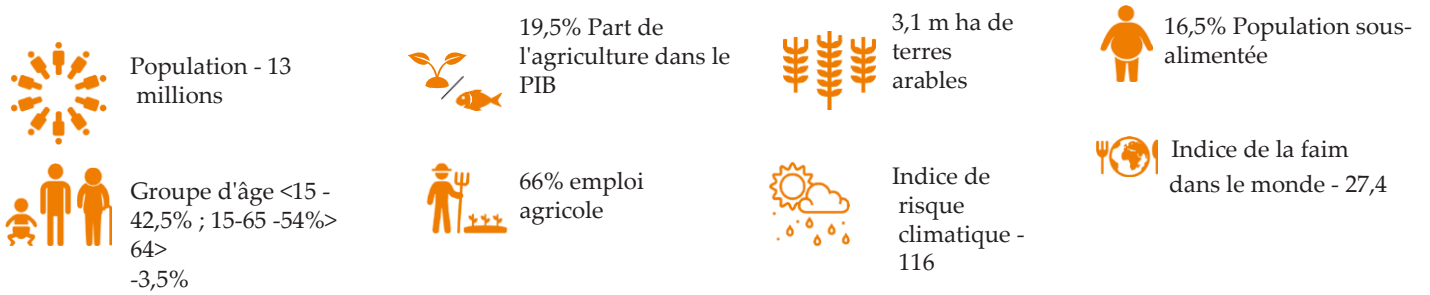 Population - 13
millions
19,5% Part de
l'agriculture dans le
PIB
3,1 m ha de
terres
arables
16,5% Population sous-
alimentée
Groupe d'âge <15 -
42,5% ; 15-65 -54%>
64>
-3,5%
66% emploi
agricole
Indice de
risque
climatique -
116
Indice de la faim
dans le monde - 27,4